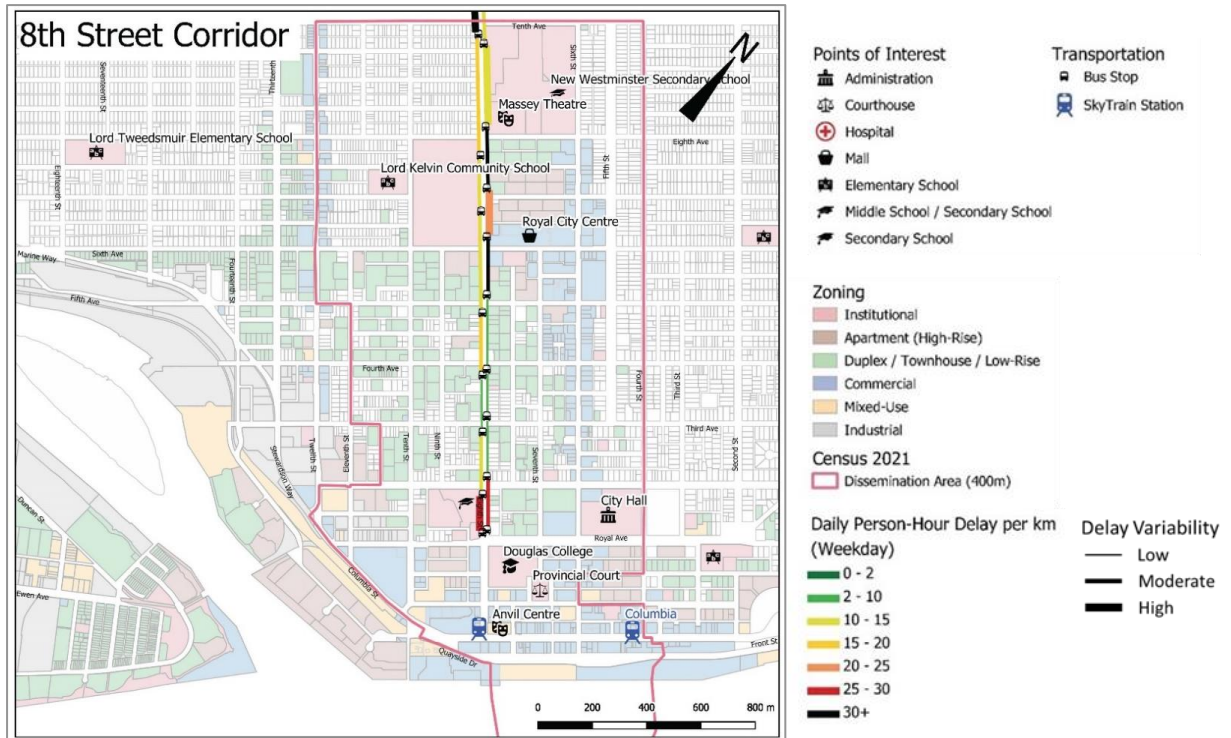 8th Street Corridor
Tenth Ave
Seventeenth St
Thirteenth
Sixth St
N
New Westminster Secondary School
Massey Theatre
Lord Tweedsmuir Elementary School
Eighth Ave
Fifth St
Lord Kelvin Community School
Eighteenth St
Royal City Centre
Marine Way
Sixth Ave
Fourteenth St
Fifth Ave
Fourth Ave
Fourth St
Third St
Third Ave
Second St
Twelfth St
Eleventh St
Tenth St
Ninth St
Seventh St
Stewardson Way
City Hall
Royal Ave
Duncan St
Douglas College
Provincial Court
Columbia St
Ewen Ave
Anvil Centre
Columbia
Front St
Quayside Dr
0 200 400 600 800 m
Points of Interest
Administration
Courthouse
Hospital
Mall
Elementary School
Middle School / Secondary School
Secondary School
Transportation
Bus Stop
SkyTrain Station
Zoning
Institutional
Apartment (High-Rise)
Duplex / Townhouse / Low-Rise
Commercial
Mixed-Use
Industrial
Census 2021
Dissemination Area (400m)
Daily Person-Hour Delay per km
(Weekday)
0 - 2
2 - 10
10 - 15
15 - 20
20 - 25
25 - 30
30+
Delay Variability
Low
Moderate
High